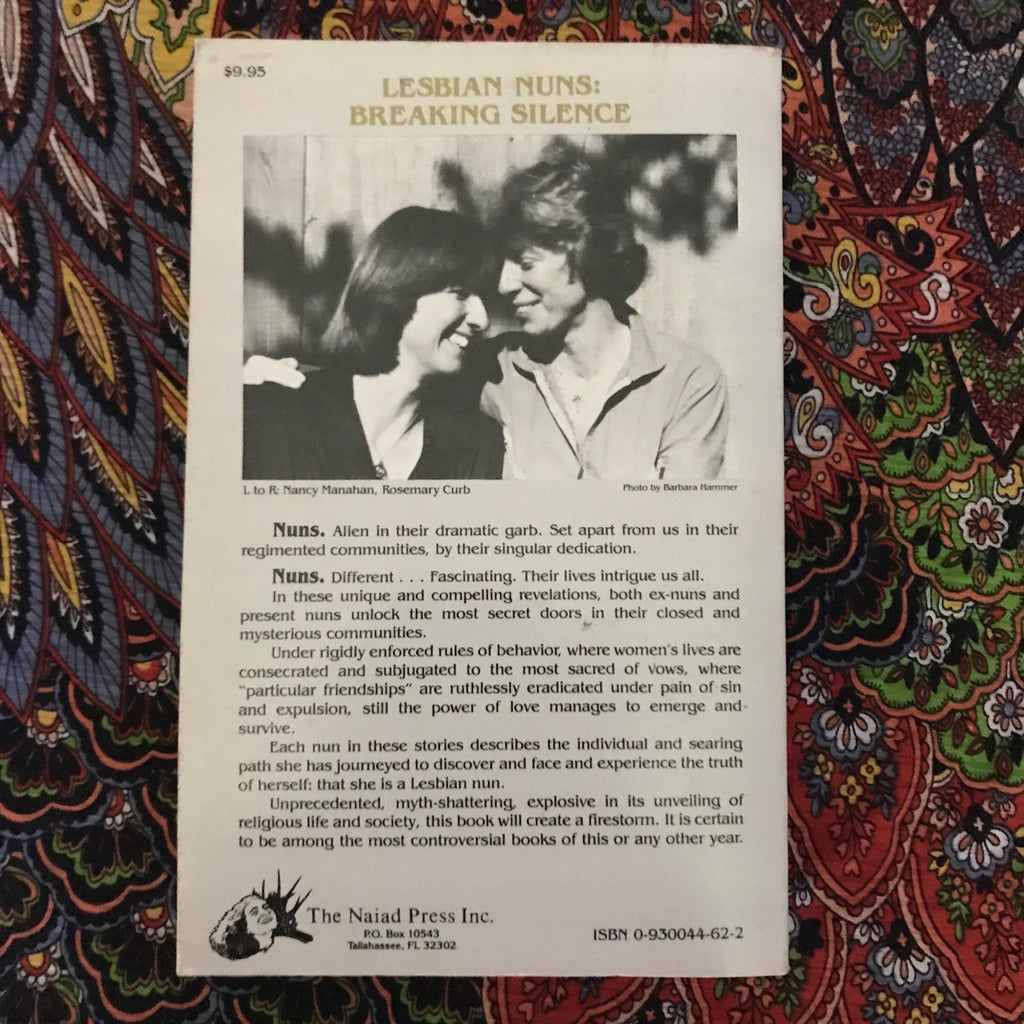 $9.95
LESBIAN NUNS:
BREAKING SILENCE
L to R: Nancy Manahan, Rosemary Curb
Photo by Barbara Hammer
Nuns. Alien in their dramatic garb. Set apart from us in their
regimented communities, by their singular dedication.
Nuns. Different . . . Fascinating. Their lives intrigue us all.
In these unique and compelling revelations, both ex-nuns and
present nuns unlock the most secret doors in their closed and
mysterious communities.
Under rigidly enforced rules of behavior, where women's lives are
consecrated and subjugated to the most sacred of vows, where
"particular friendships" are ruthlessly eradicated under pain of sin
and expulsion, still the power of love manages to emerge and
survive.
Each nun in these stories describes the individual and searing
path she has journeyed to discover and face and experience the truth
of herself: that she is a Lesbian nun.
Unprecedented, myth-shattering, explosive in its unveiling of
religious life and society, this book will create a firestorm. It is certain
to be among the most controversial books of this or any other year.
The Naiad Press Inc.
P.O. Box 10543
Tallahassee, FL 32302
ISBN 0-930044-62-2